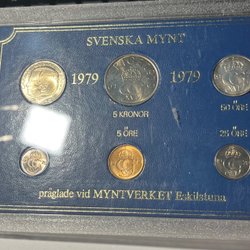 SVENSKA MYNT
1979 1979
5 KRONOR 50 ÖRE
5 ÖRE 25 ÖRE
präglade vid MYNTVERKET Eskilstuna